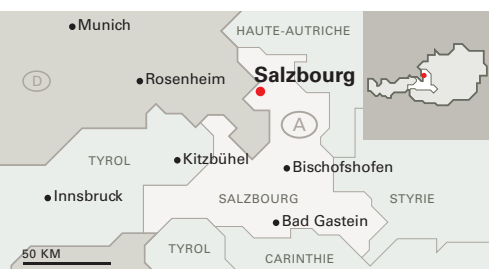 Munich
HAUTE-AUTRICHE
D
Rosenheim
Salzbourg
A
TYROL
Kitzbühel
Bischofshofen
Innsbruck
SALZBOURG
STYRIE
Bad Gastein
TYROL
CARINTHIE
50 KM